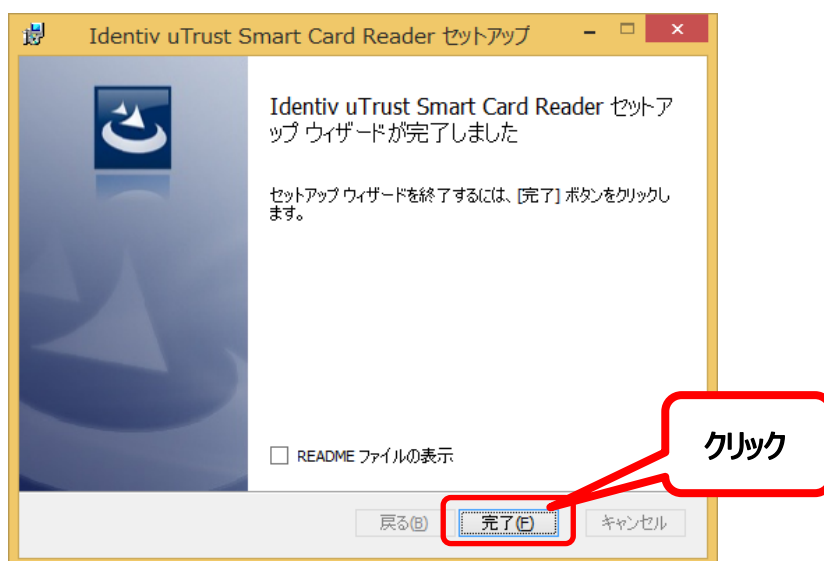 Identiv uTrust Smart Card Reader セットアップ
Identiv uTrust Smart Card Reader セットア
ップ ウィザードが完了しました
セットアップ ウィザードを終了するには、[完了] ボタンをクリックし
ます。
README ファイルの表示
クリック
戻る(B)
完了(F)
キャンセル